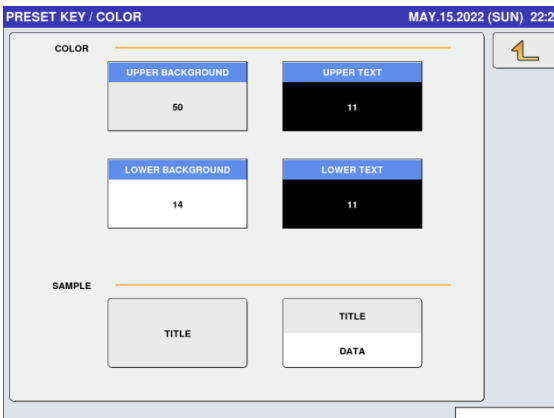 PRESET KEY / COLOR MAY.15.2022 (SUN) 22:2
COLOR
UPPER BACKGROUND UPPER TEXT
50 11
LOWER BACKGROUND LOWER TEXT
14 11
SAMPLE
TITLE
TITLE
DATA